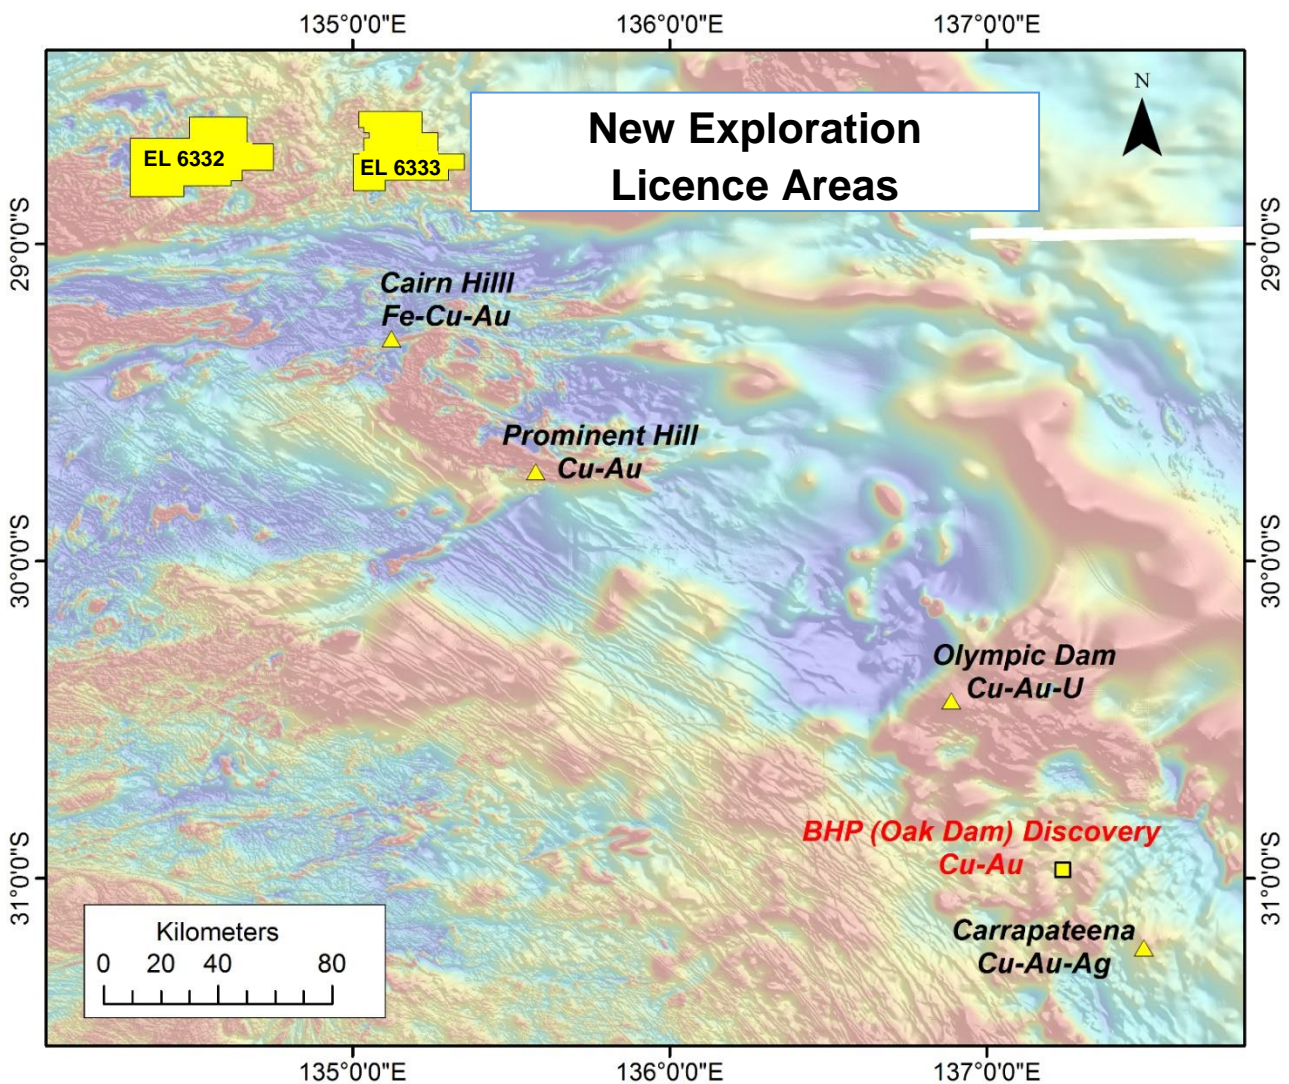 135°0'0"E
136°0'0"E
137°0'0"E
N
New Exploration
Licence Areas
EL 6332
EL 6333
29°0'0"S
29°0'0"S
Cairn Hilll
Fe-Cu-Au
Prominent Hill
Cu-Au
30°0'0"S
30°0'0"S
Olympic Dam
Cu-Au-U
BHP (Oak Dam) Discovery
Cu-Au
31°0'0"S
31°0'0"S
Carrapateena
Cu-Au-Ag
Kilometers
0 20 40 80
135°0'0"E
136°0'0"E
137°0'0"E